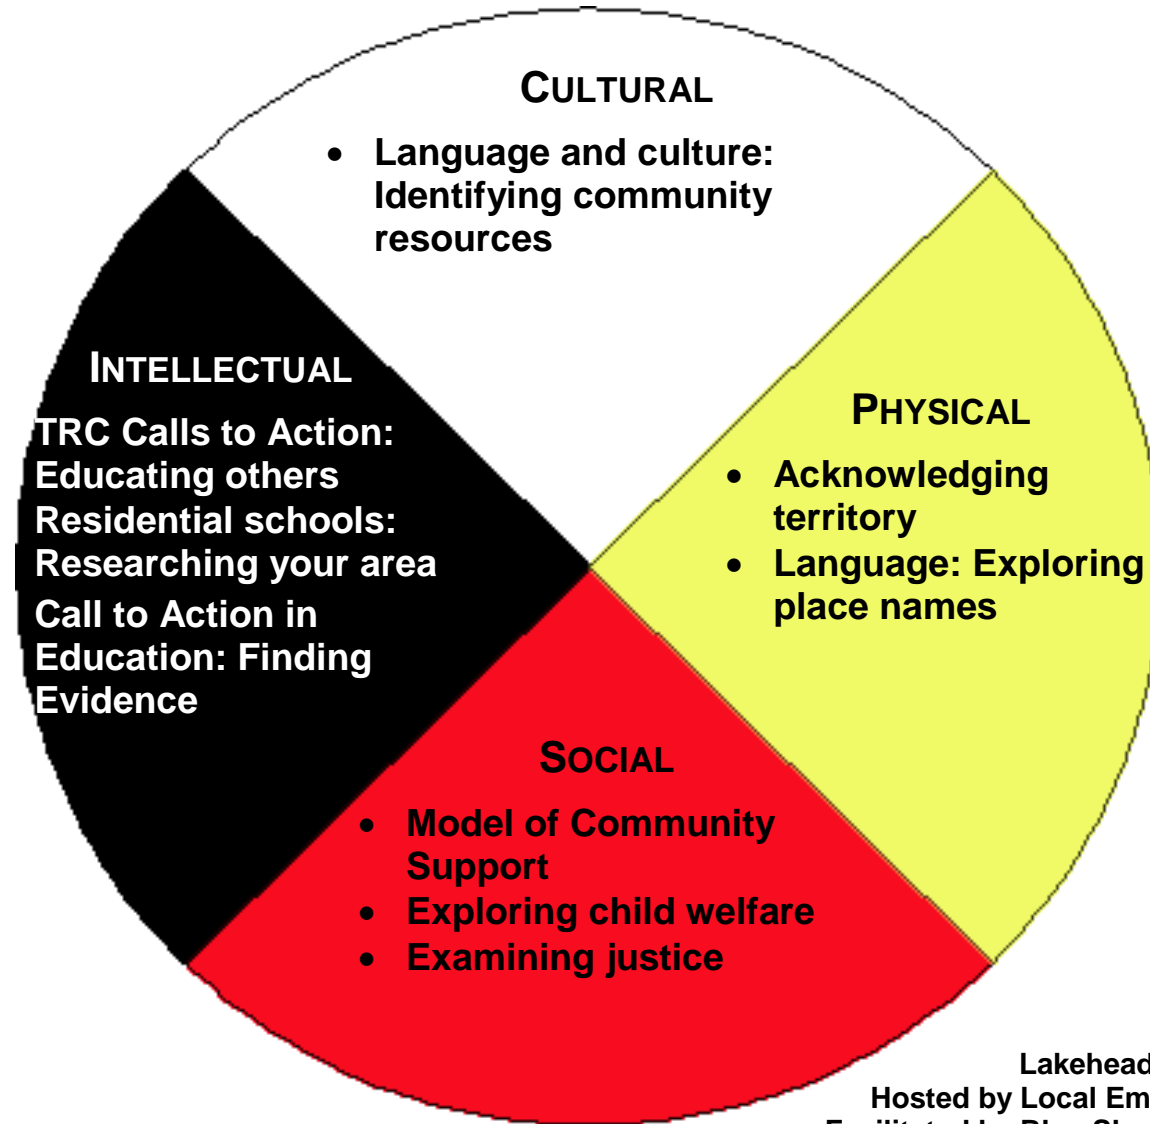 CULTURAL
• Language and culture:
Identifying community
resources
INTELLECTUAL
TRC Calls to Action:
Educating others
Residential schools:
Researching your area
Call to Action in
Education: Finding
Evidence
PHYSICAL
• Acknowledging
territory
• Language: Exploring
place names
SOCIAL
• Model of Community
Support
• Exploring child welfare
• Examining justice
Lakehead
Hosted by Local Em
Facilitated by